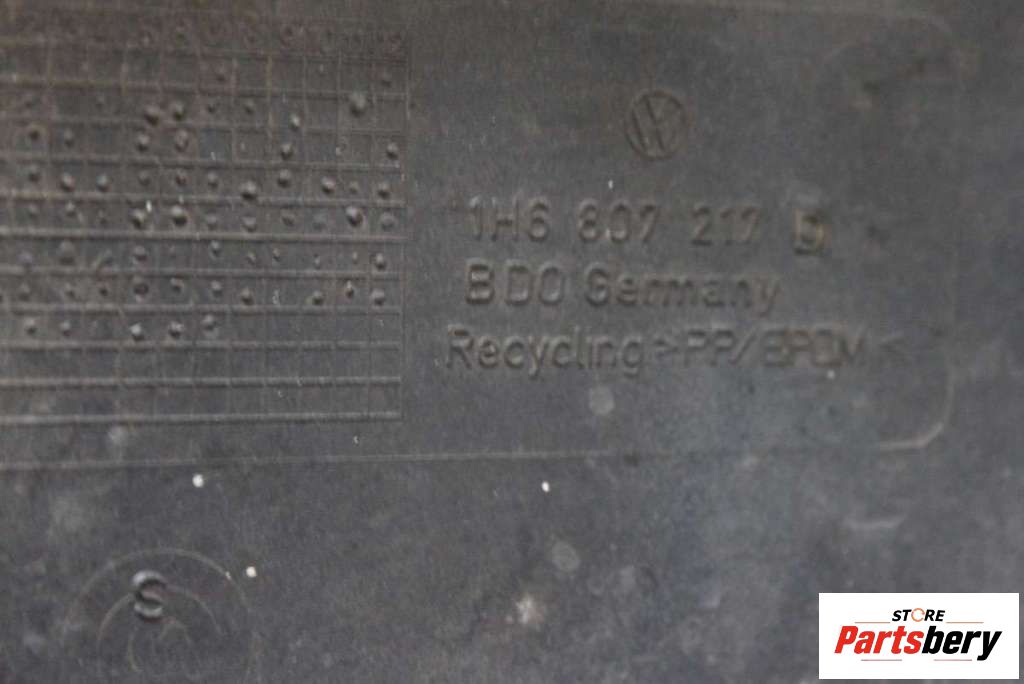 1H6 807 217 D
BDO Germany
Recycling >PP/EPDM<
S
STORE
Partsbery